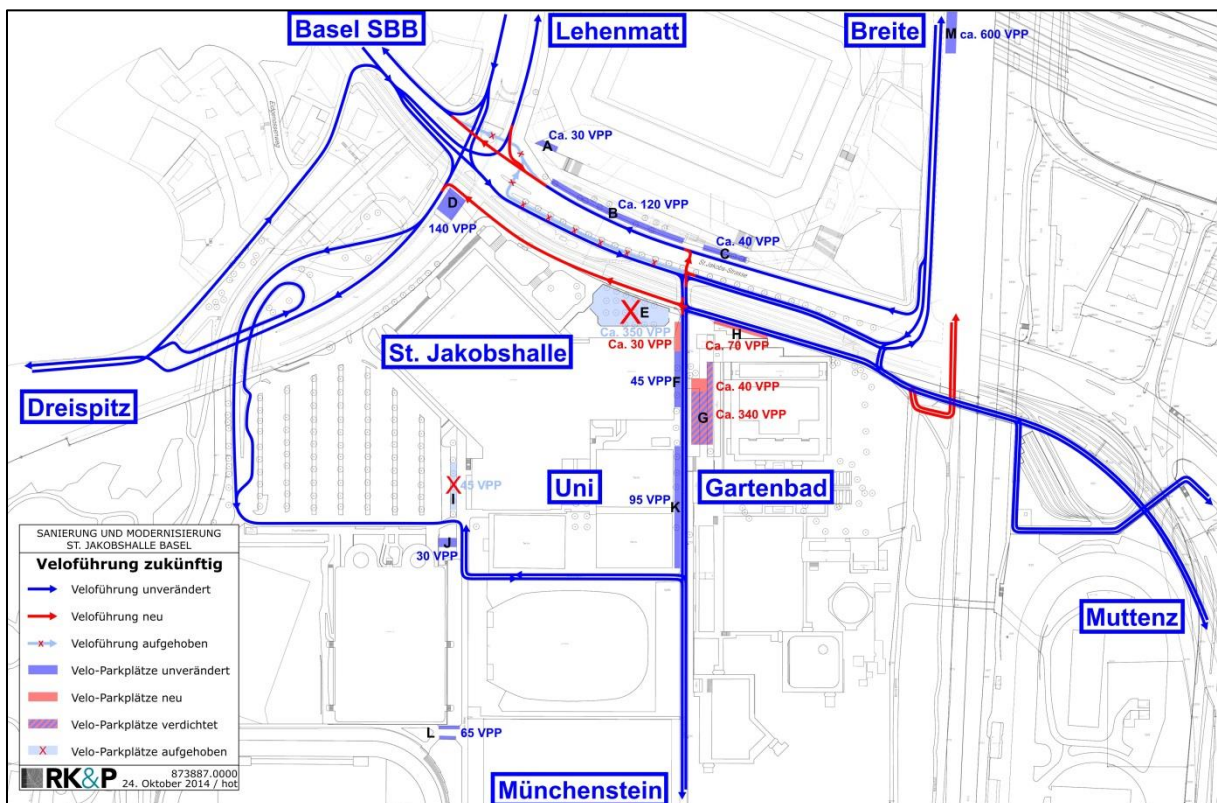 Basel SBB
Lehenmatt
Breite
M ca. 600 VPP
Ca. 30 VPP
A
B
Ca. 120 VPP
Ca. 40 VPP
C
St. Jakobs-Strasse
D
140 VPP
E
Ca. 350 VPP
Ca. 30 VPP
H
Ca. 70 VPP
St. Jakobshalle
45 VPP
F
Ca. 40 VPP
G
Ca. 340 VPP
Dreispitz
45 VPP
I
Uni
Gartenbad
95 VPP
K
J
30 VPP
Muttenz
L
65 VPP
Münchenstein
SANIERUNG UND MODERNISIERUNG
ST. JAKOBSHALLE BASEL
Veloführung zukünftig
Veloführung unverändert
Veloführung neu
Veloführung aufgehoben
Velo-Parkplätze unverändert
Velo-Parkplätze neu
Velo-Parkplätze verdichtet
Velo-Parkplätze aufgehoben
RK&P
873887.0000
24. Oktober 2014 / hot